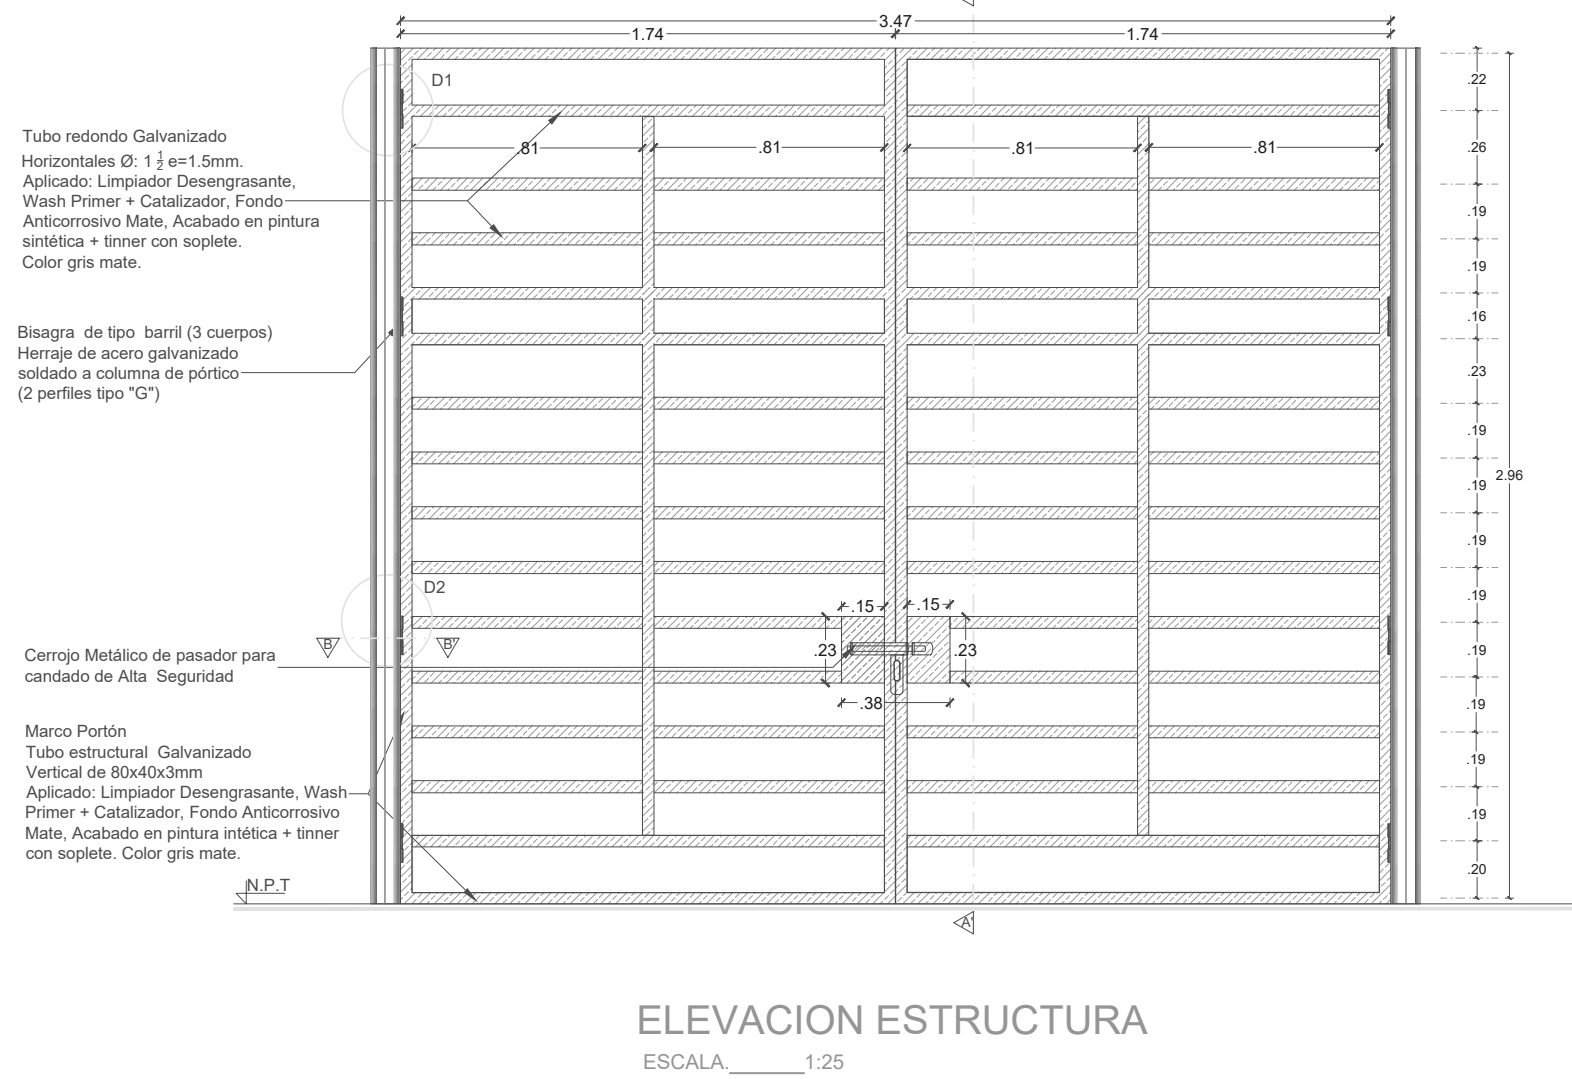 3.47
1.74
1.74
D1
.22
Tubo redondo Galvanizado
Horizontales Ø: 1 1/2 e=1.5mm.
Aplicado: Limpiador Desengrasante,
Wash Primer + Catalizador, Fondo
Anticorrosivo Mate, Acabado en pintura
sintética + tinner con soplete.
Color gris mate.
.81
.81
.81
.81
.26
.19
.19
.16
Bisagra de tipo barril (3 cuerpos)
Herraje de acero galvanizado
soldado a columna de pórtico
(2 perfiles tipo "G")
.23
.19
2.96
.19
.19
.19
D2
.15
.15
B
B'
.23
.23
.19
Cerrojo Metálico de pasador para
candado de Alta Seguridad
.38
.19
Marco Portón
Tubo estructural Galvanizado
Vertical de 80x40x3mm
Aplicado: Limpiador Desengrasante, Wash
Primer + Catalizador, Fondo Anticorrosivo
Mate, Acabado en pintura intética + tinner
con soplete. Color gris mate.
.19
.19
.20
N.P.T
A'
ELEVACION ESTRUCTURA
ESCALA._______1:25